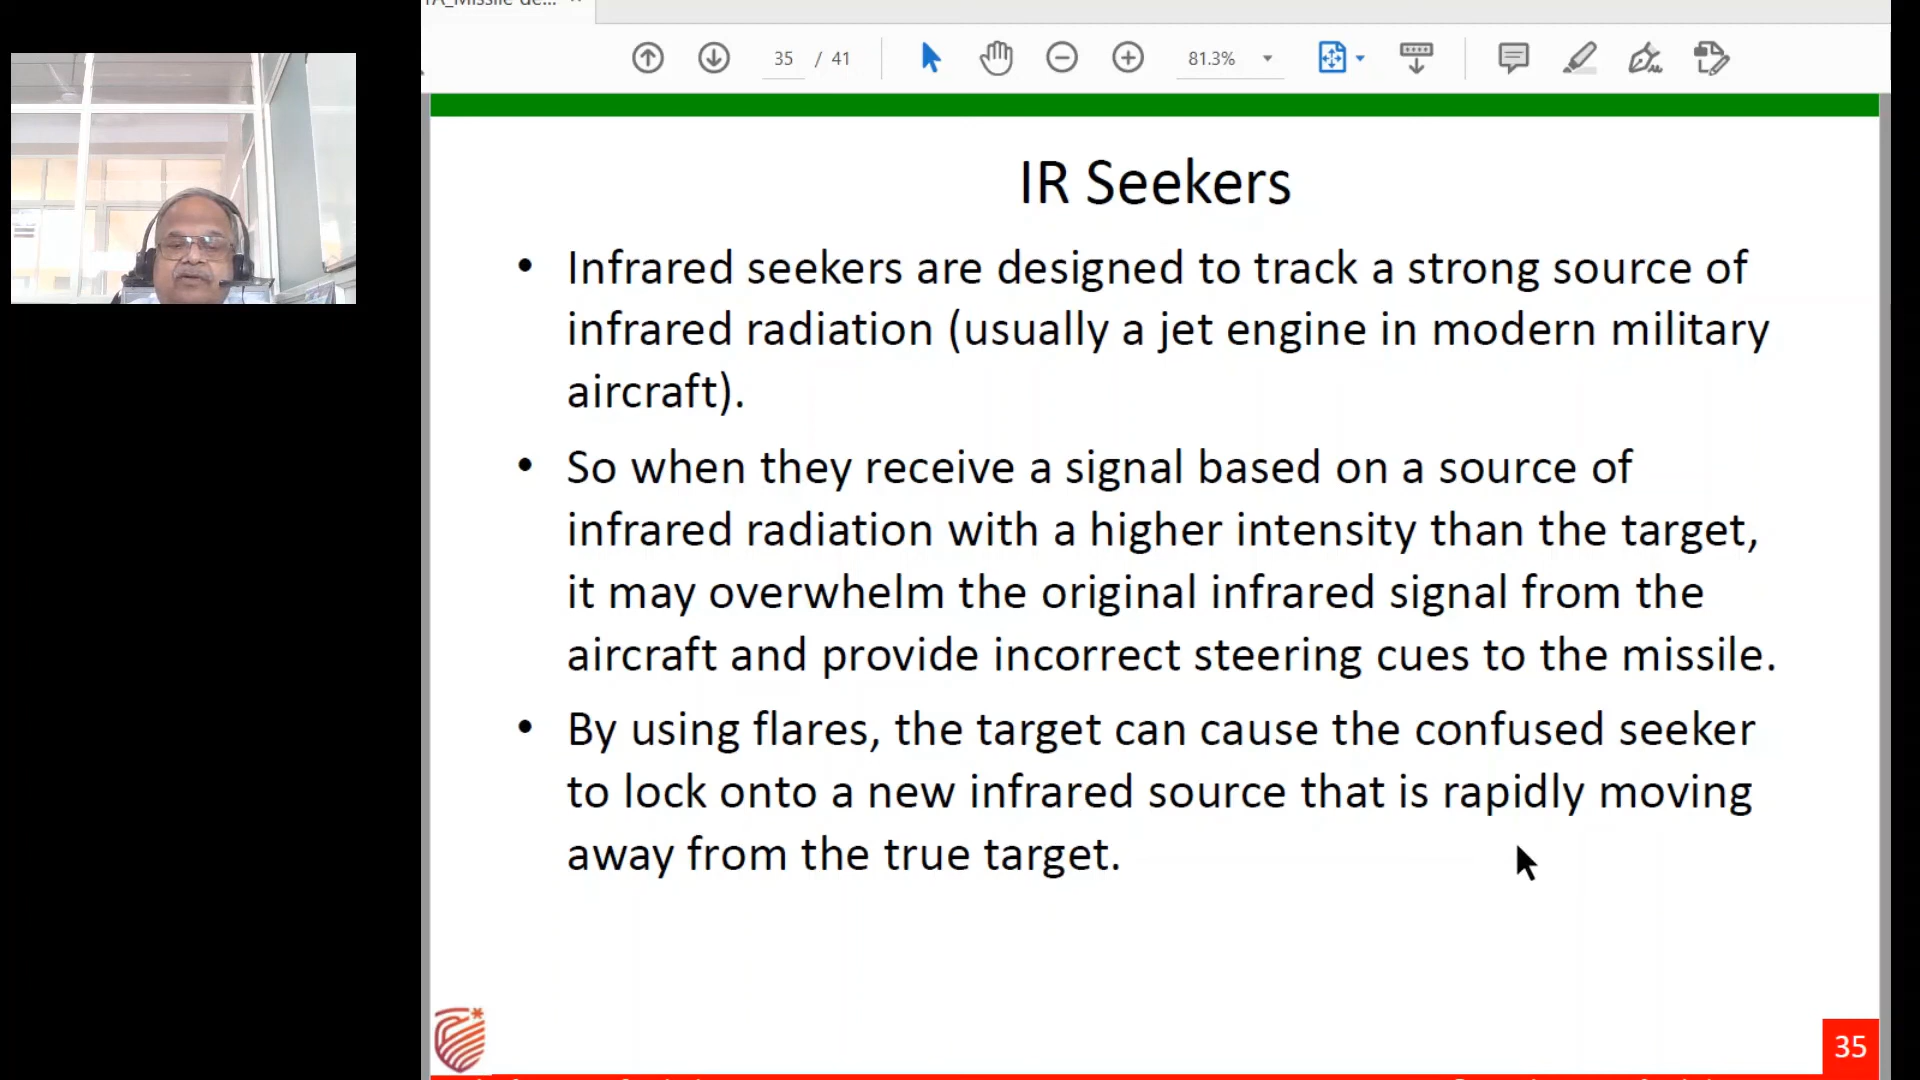 35 / 41
81.3%
IR Seekers
• Infrared seekers are designed to track a strong source of
infrared radiation (usually a jet engine in modern military
aircraft).
• So when they receive a signal based on a source of
infrared radiation with a higher intensity than the target,
it may overwhelm the original infrared signal from the
aircraft and provide incorrect steering cues to the missile.
• By using flares, the target can cause the confused seeker
to lock onto a new infrared source that is rapidly moving
away from the true target.
35